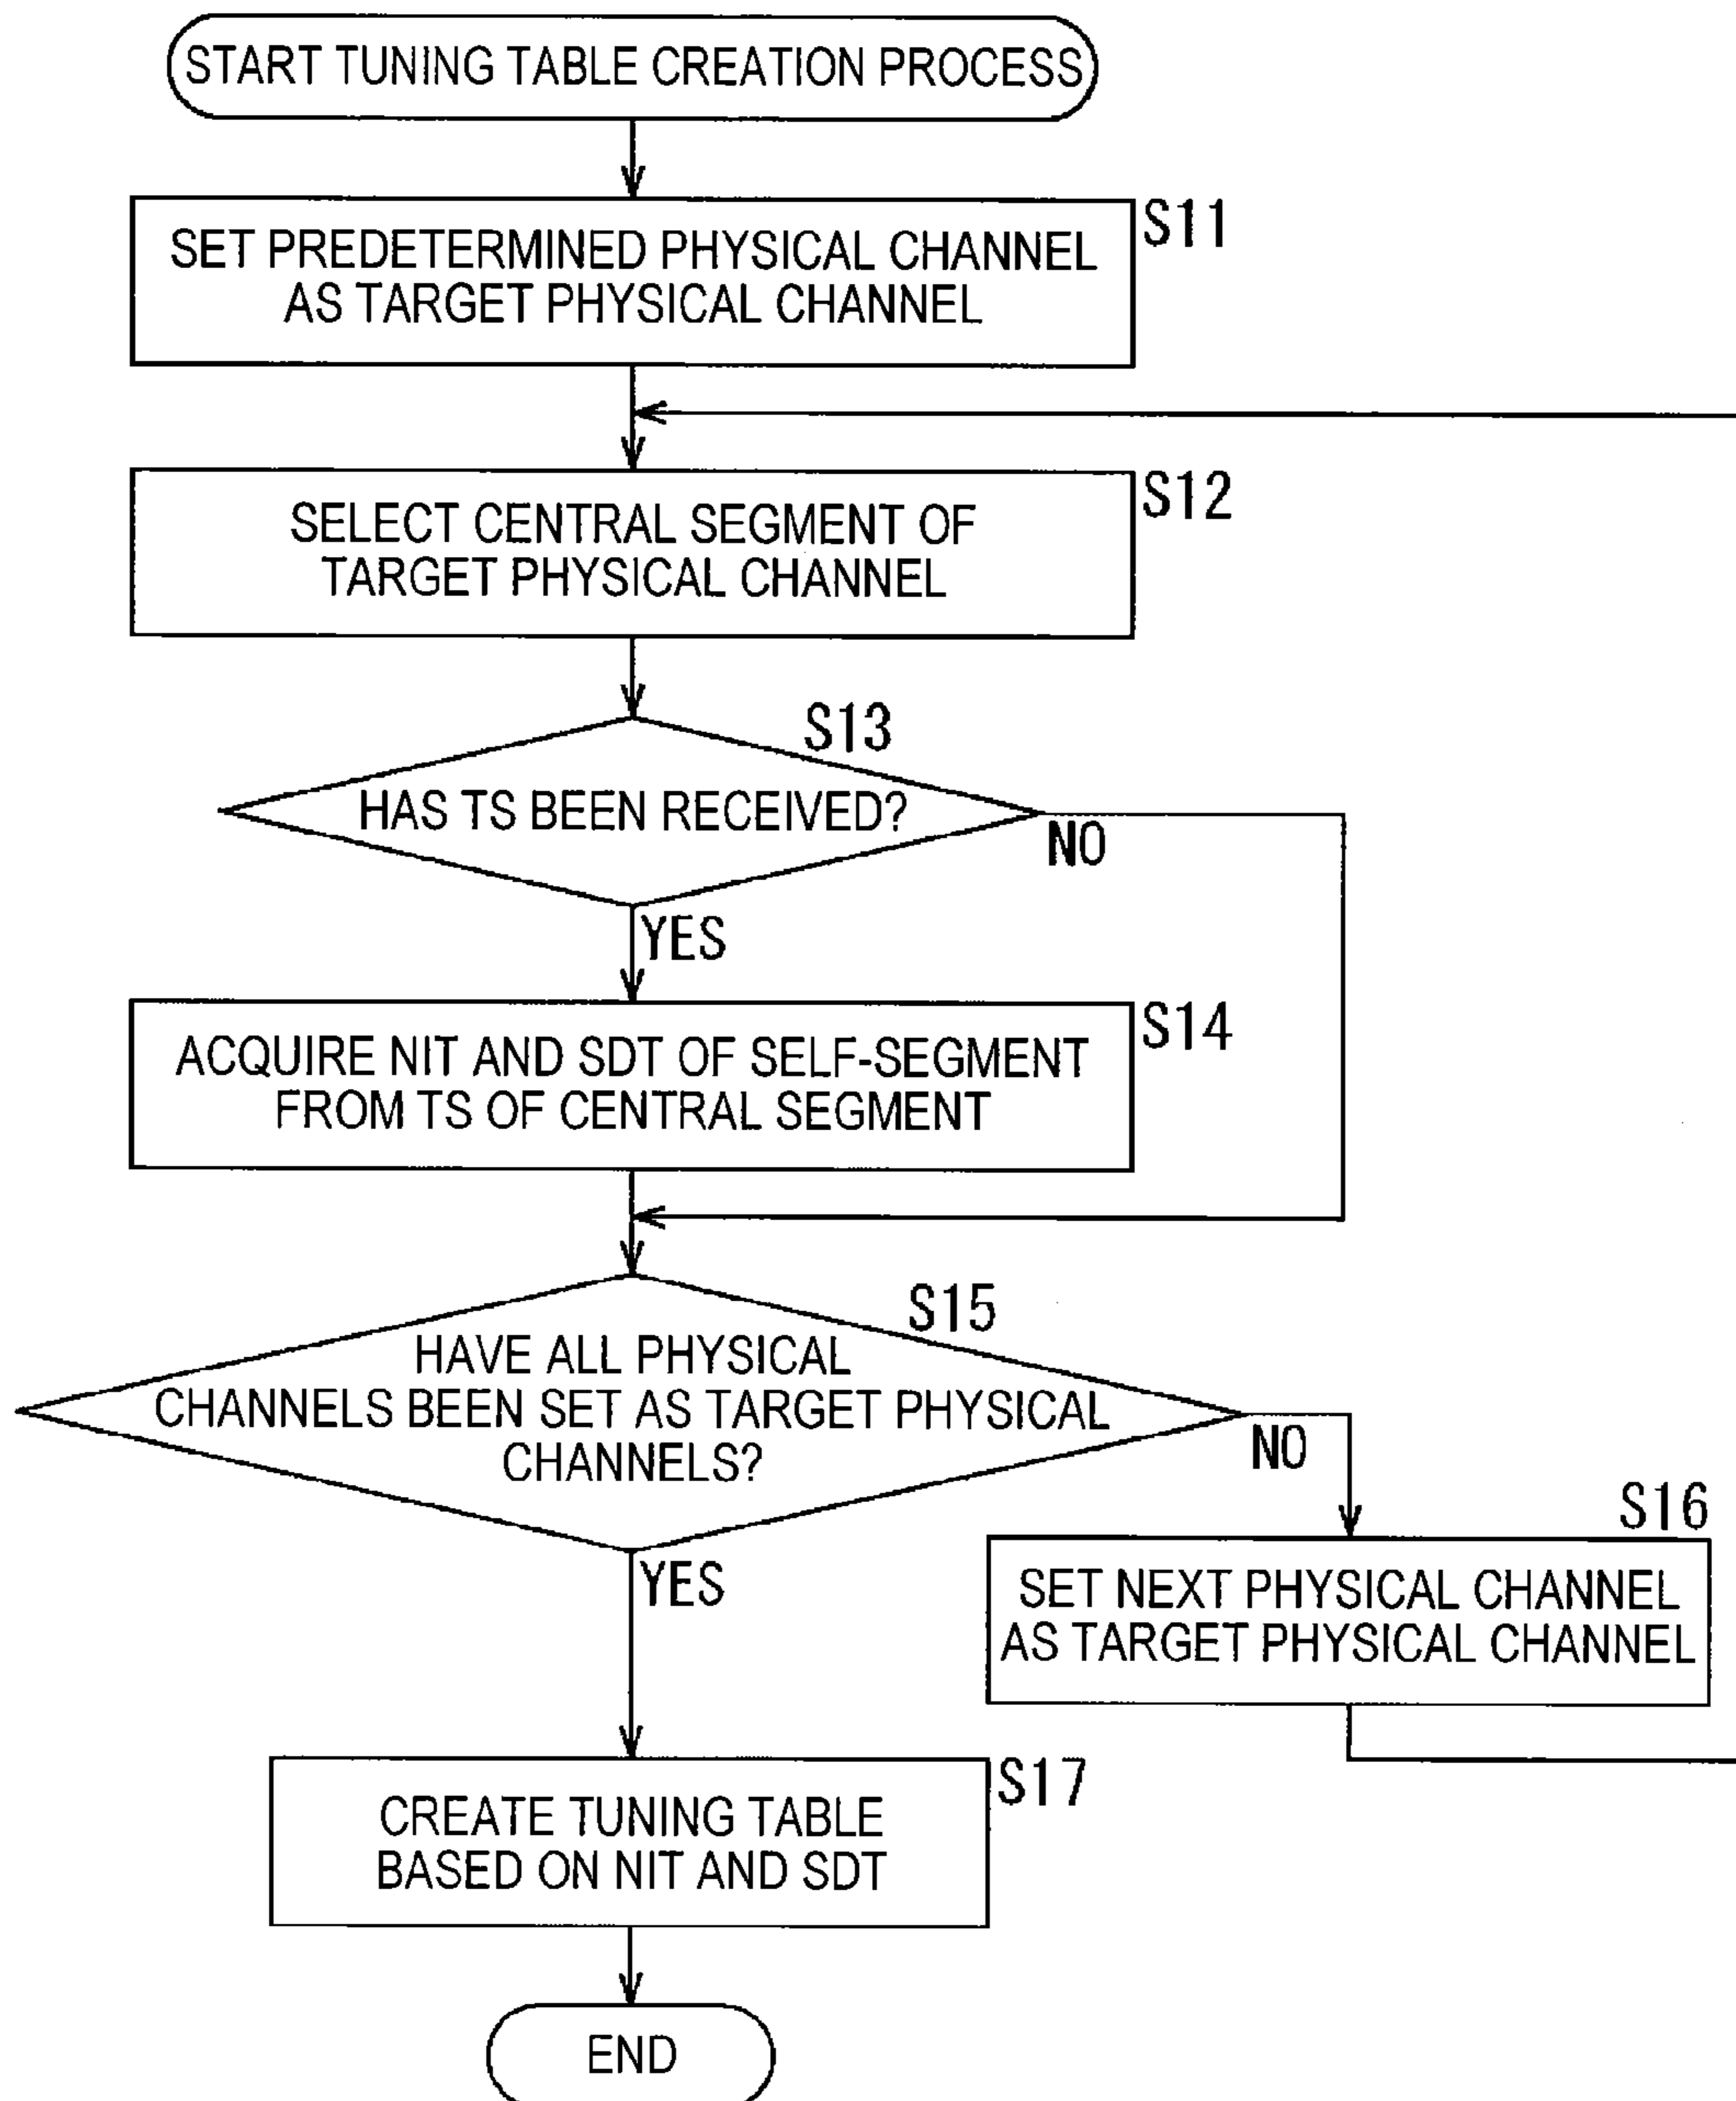 START TUNING TABLE CREATION PROCESS
S11
SET PREDETERMINED PHYSICAL CHANNEL
AS TARGET PHYSICAL CHANNEL
S12
SELECT CENTRAL SEGMENT OF
TARGET PHYSICAL CHANNEL
S13
HAS TS BEEN RECEIVED?
NO
YES
S14
ACQUIRE NIT AND SDT OF SELF-SEGMENT
FROM TS OF CENTRAL SEGMENT
S15
HAVE ALL PHYSICAL
CHANNELS BEEN SET AS TARGET PHYSICAL
CHANNELS?
NO
YES
S16
SET NEXT PHYSICAL CHANNEL
AS TARGET PHYSICAL CHANNEL
S17
CREATE TUNING TABLE
BASED ON NIT AND SDT
END